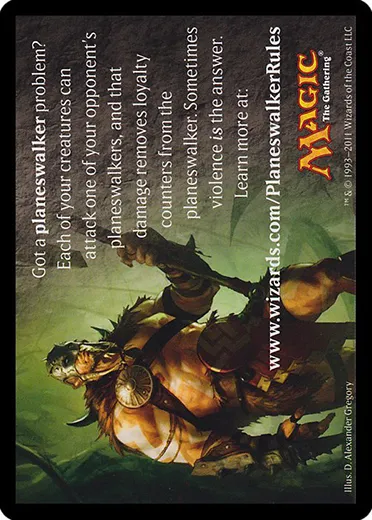 Got a planeswalker problem?
Each of your creatures can
attack one of your opponent's
planeswalkers, and that
damage removes loyalty
counters from the
planeswalker. Sometimes
violence is the answer.
Learn more at:
www.wizards.com/PlaneswalkerRules
MAGIC
The Gathering®
Illus. D. Alexander Gregory
™ & © 1993–2011 Wizards of the Coast LLC